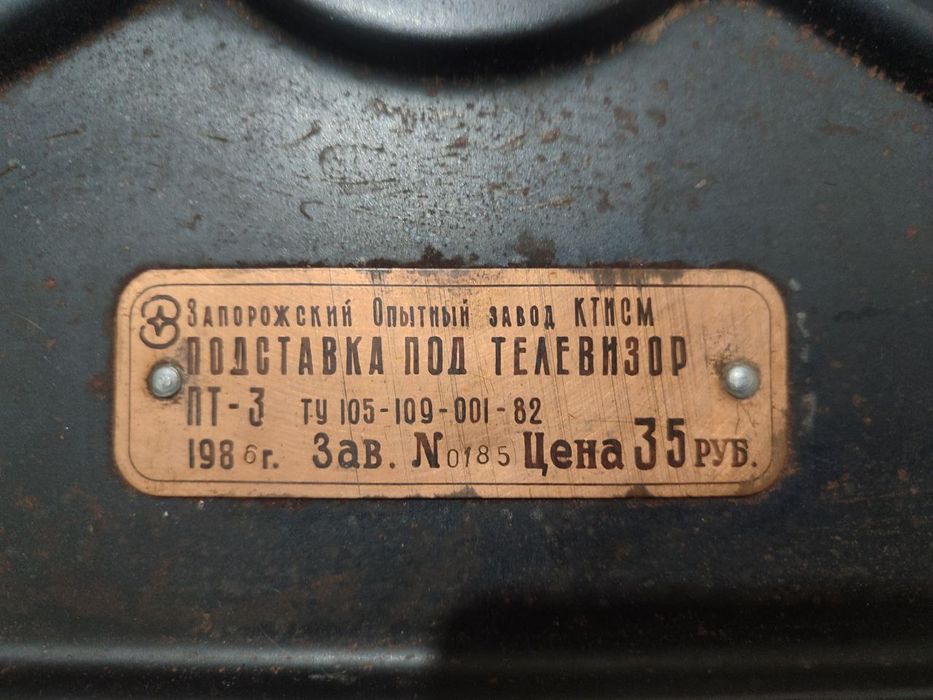 Запорожский Опытный завод КТИСМ
ПОДСТАВКА ПОД ТЕЛЕВИЗОР
ПТ-3 ТУ 105-109-001-82
1986г. Зав. N 0185 Цена 35 РУБ.